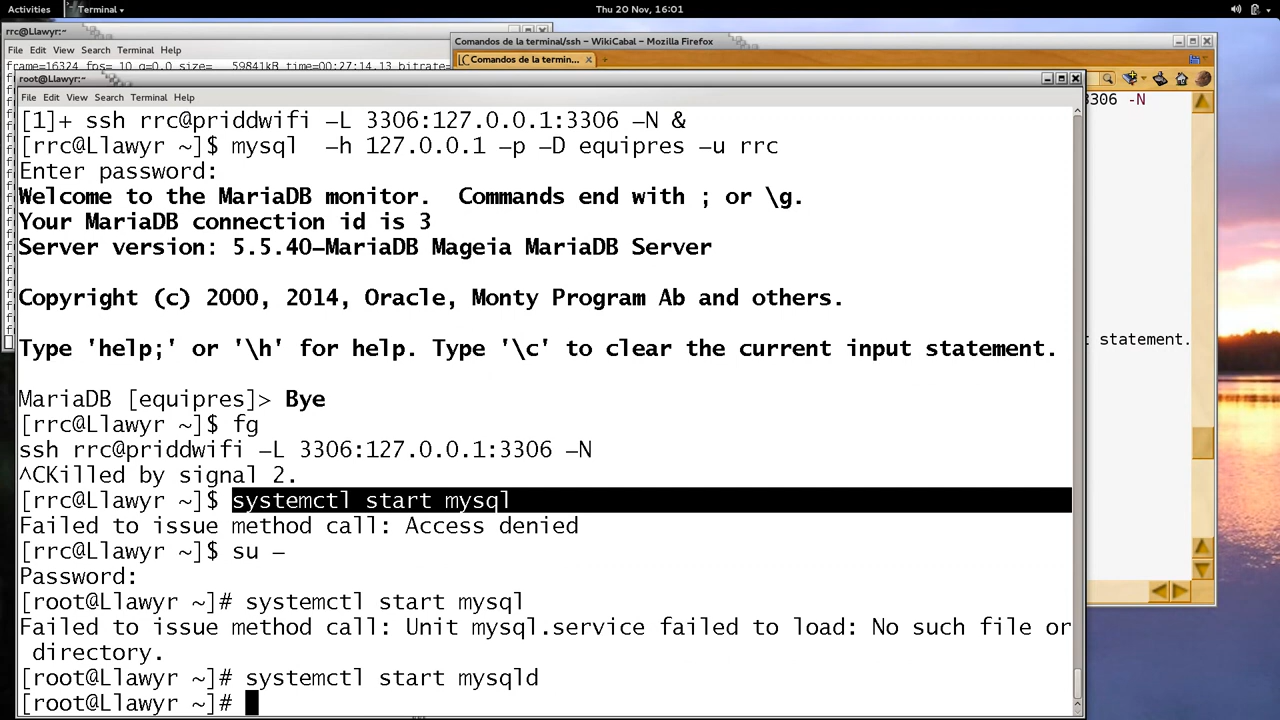 Activities
Terminal
Thu 20 Nov, 16:01
rrc@Llawyr:~
File Edit View Search Terminal Help
frame=16324 fps= 10 q=0.0 size= 59841kB time=00:27:14.13 bitrate=
Comandos de la terminal/ssh – WikiCabal – Mozilla Firefox
Comandos de la termin...
3306 -N
statement.
root@Llawyr:~
File Edit View Search Terminal Help
[1]+ ssh rrc@priddwifi –L 3306:127.0.0.1:3306 –N &
[rrc@Llawyr ~]$ mysql –h 127.0.0.1 –p –D equipres –u rrc
Enter password:
Welcome to the MariaDB monitor. Commands end with ; or \g.
Your MariaDB connection id is 3
Server version: 5.5.40–MariaDB Mageia MariaDB Server
Copyright (c) 2000, 2014, Oracle, Monty Program Ab and others.
Type 'help;' or '\h' for help. Type '\c' to clear the current input statement.
MariaDB [equipres]> Bye
[rrc@Llawyr ~]$ fg
ssh rrc@priddwifi –L 3306:127.0.0.1:3306 –N
^CKilled by signal 2.
[rrc@Llawyr ~]$ systemctl start mysql
Failed to issue method call: Access denied
[rrc@Llawyr ~]$ su –
Password:
[root@Llawyr ~]# systemctl start mysql
Failed to issue method call: Unit mysql.service failed to load: No such file or
directory.
[root@Llawyr ~]# systemctl start mysqld
[root@Llawyr ~]#